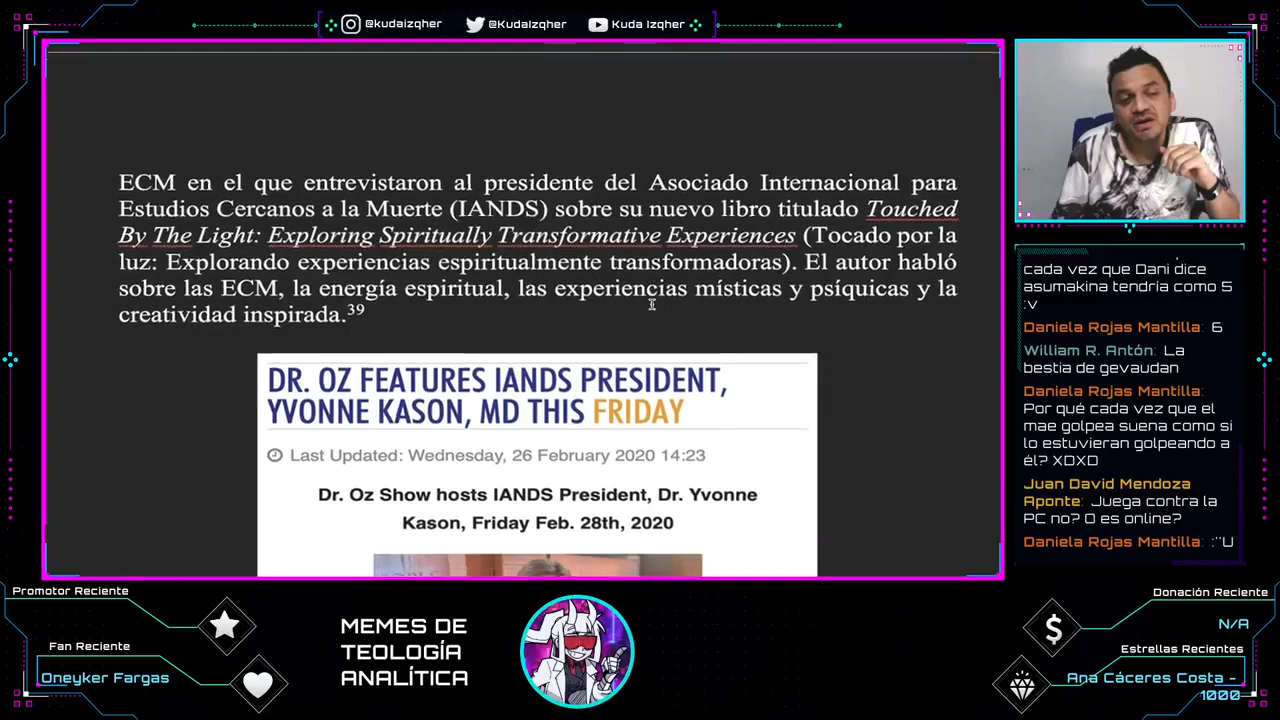 @kudaizqher
@KudaIzqher
Kuda Izqher
ECM en el que entrevistaron al presidente del Asociado Internacional para
Estudios Cercanos a la Muerte (IANDS) sobre su nuevo libro titulado Touched
By The Light: Exploring Spiritually Transformative Experiences (Tocado por la
luz: Explorando experiencias espiritualmente transformadoras). El autor habló
sobre las ECM, la energía espiritual, las experiencias místicas y psíquicas y la
creatividad inspirada.39
DR. OZ FEATURES IANDS PRESIDENT,
YVONNE KASON, MD THIS FRIDAY
Last Updated: Wednesday, 26 February 2020 14:23
Dr. Oz Show hosts IANDS President, Dr. Yvonne
Kason, Friday Feb. 28th, 2020
cada vez que Dani dice
asumakina tendría como 5
:v
Daniela Rojas Mantilla: 6
William R. Antón: La
bestia de gevaudan
Daniela Rojas Mantilla:
Por qué cada vez que el
mae golpea suena como si
lo estuvieran golpeando a
él? XDXD
Juan David Mendoza
Aponte: Juega contra la
PC no? O es online?
Daniela Rojas Mantilla: :¨U
Promotor Reciente
Fan Reciente
Oneyker Fargas
MEMES DE
TEOLOGÍA
ANALÍTICA
Donación Reciente
N/A
Estrellas Recientes
Ana Cáceres Costa -
1000